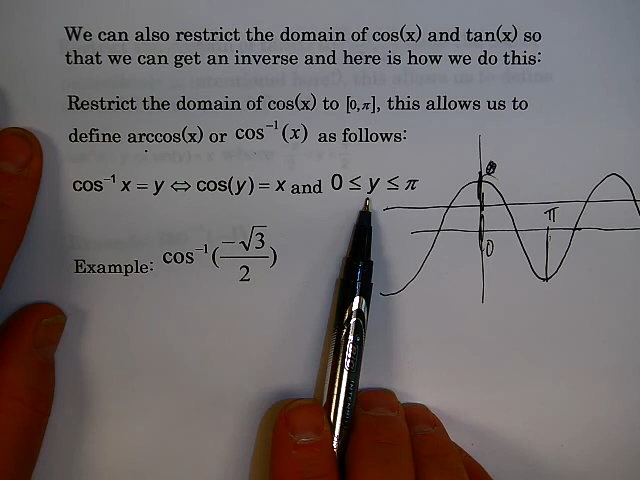 We can also restrict the domain of cos(x) and tan(x) so
that we can get an inverse and here is how we do this:
Restrict the domain of cos(x) to [0,π], this allows us to
define arccos(x) or cos⁻¹(x) as follows:
cos⁻¹ x = y ⇔ cos(y) = x and 0 ≤ y ≤ π
π
0
Example: cos⁻¹(-√3/2)